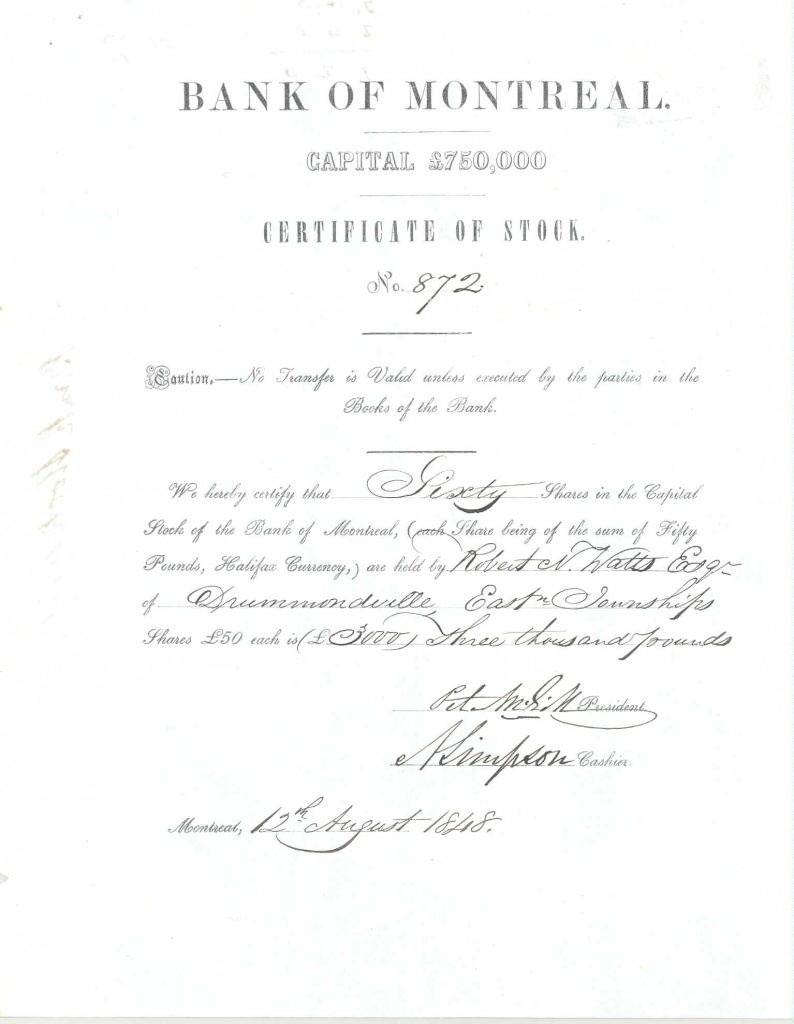 BANK OF MONTREAL.
CAPITAL £750,000
CERTIFICATE OF STOCK.
No. 872
Caution.—No Transfer is Valid unless executed by the parties in the
Books of the Bank.
We hereby certify that Sixty Shares in the Capital
Stock of the Bank of Montreal, (each Share being of the sum of Fifty
Pounds, Halifax Currency,) are held by Robert N. Watts Esqr
of Drummondville, Eastn Townships
Shares £50 each is (£3000) Three thousand pounds
Pet. McGill President
A Simpson Cashier.
Montreal, 12th August 1848.